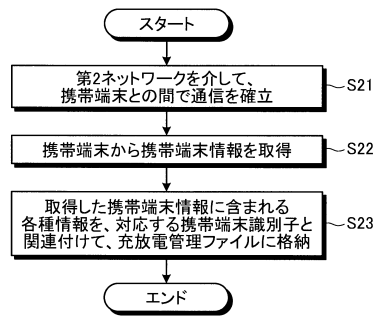 スタート
第2ネットワークを介して、
携帯端末との間で通信を確立
S21
携帯端末から携帯端末情報を取得
S22
取得した携帯端末情報に含まれる
各種情報を、対応する携帯端末識別子と
関連付けて、充放電管理ファイルに格納
S23
エンド